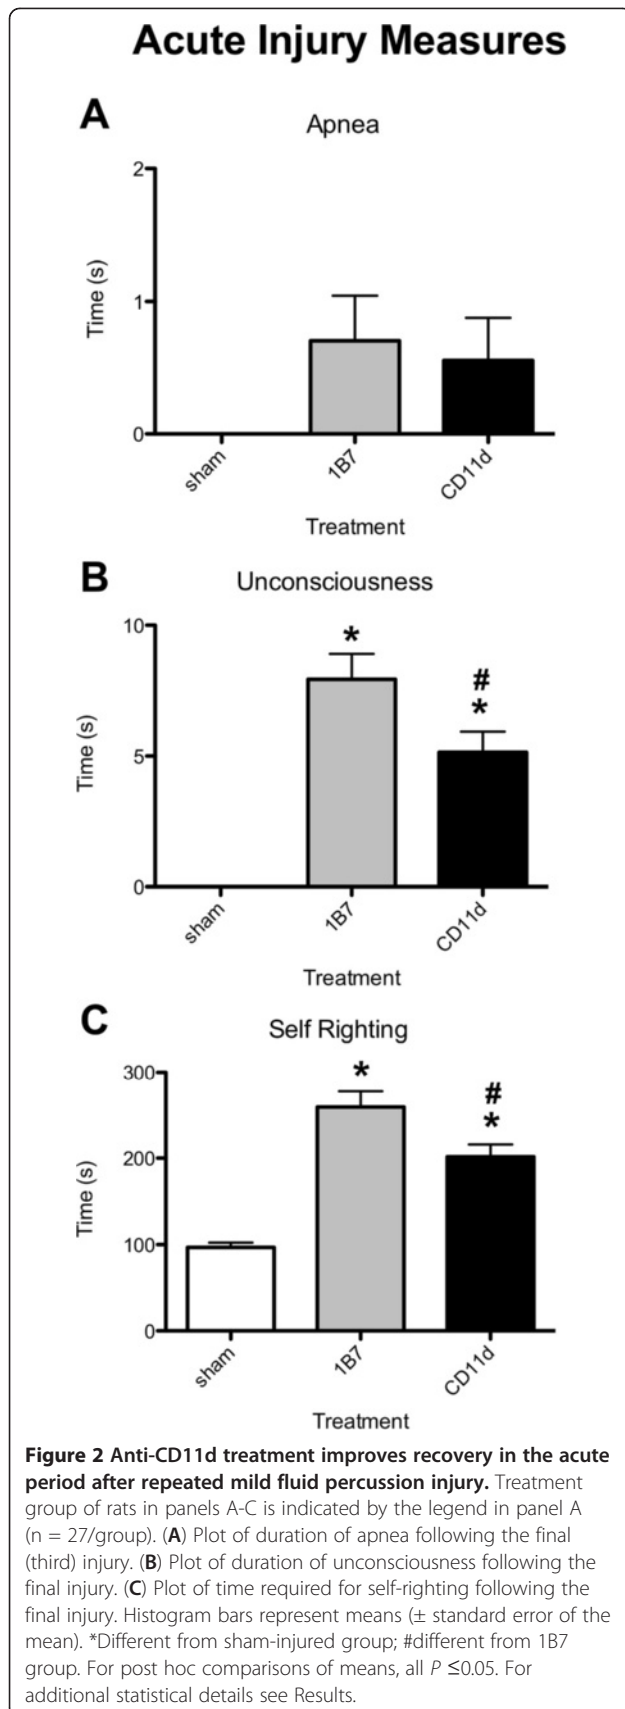 Acute Injury Measures
A
Apnea
2
1
0
Time (s)
sham
1B7
CD11d
Treatment
B
Unconsciousness
10
5
0
Time (s)
*
#
*
sham
1B7
CD11d
Treatment
C
Self Righting
300
200
100
0
Time (s)
*
#
*
sham
1B7
CD11d
Treatment
Figure 2 Anti-CD11d treatment improves recovery in the acute
period after repeated mild fluid percussion injury. Treatment
group of rats in panels A-C is indicated by the legend in panel A
(n = 27/group). (A) Plot of duration of apnea following the final
(third) injury. (B) Plot of duration of unconsciousness following the
final injury. (C) Plot of time required for self-righting following the
final injury. Histogram bars represent means (± standard error of the
mean). *Different from sham-injured group; #different from 1B7
group. For post hoc comparisons of means, all P ≤0.05. For
additional statistical details see Results.